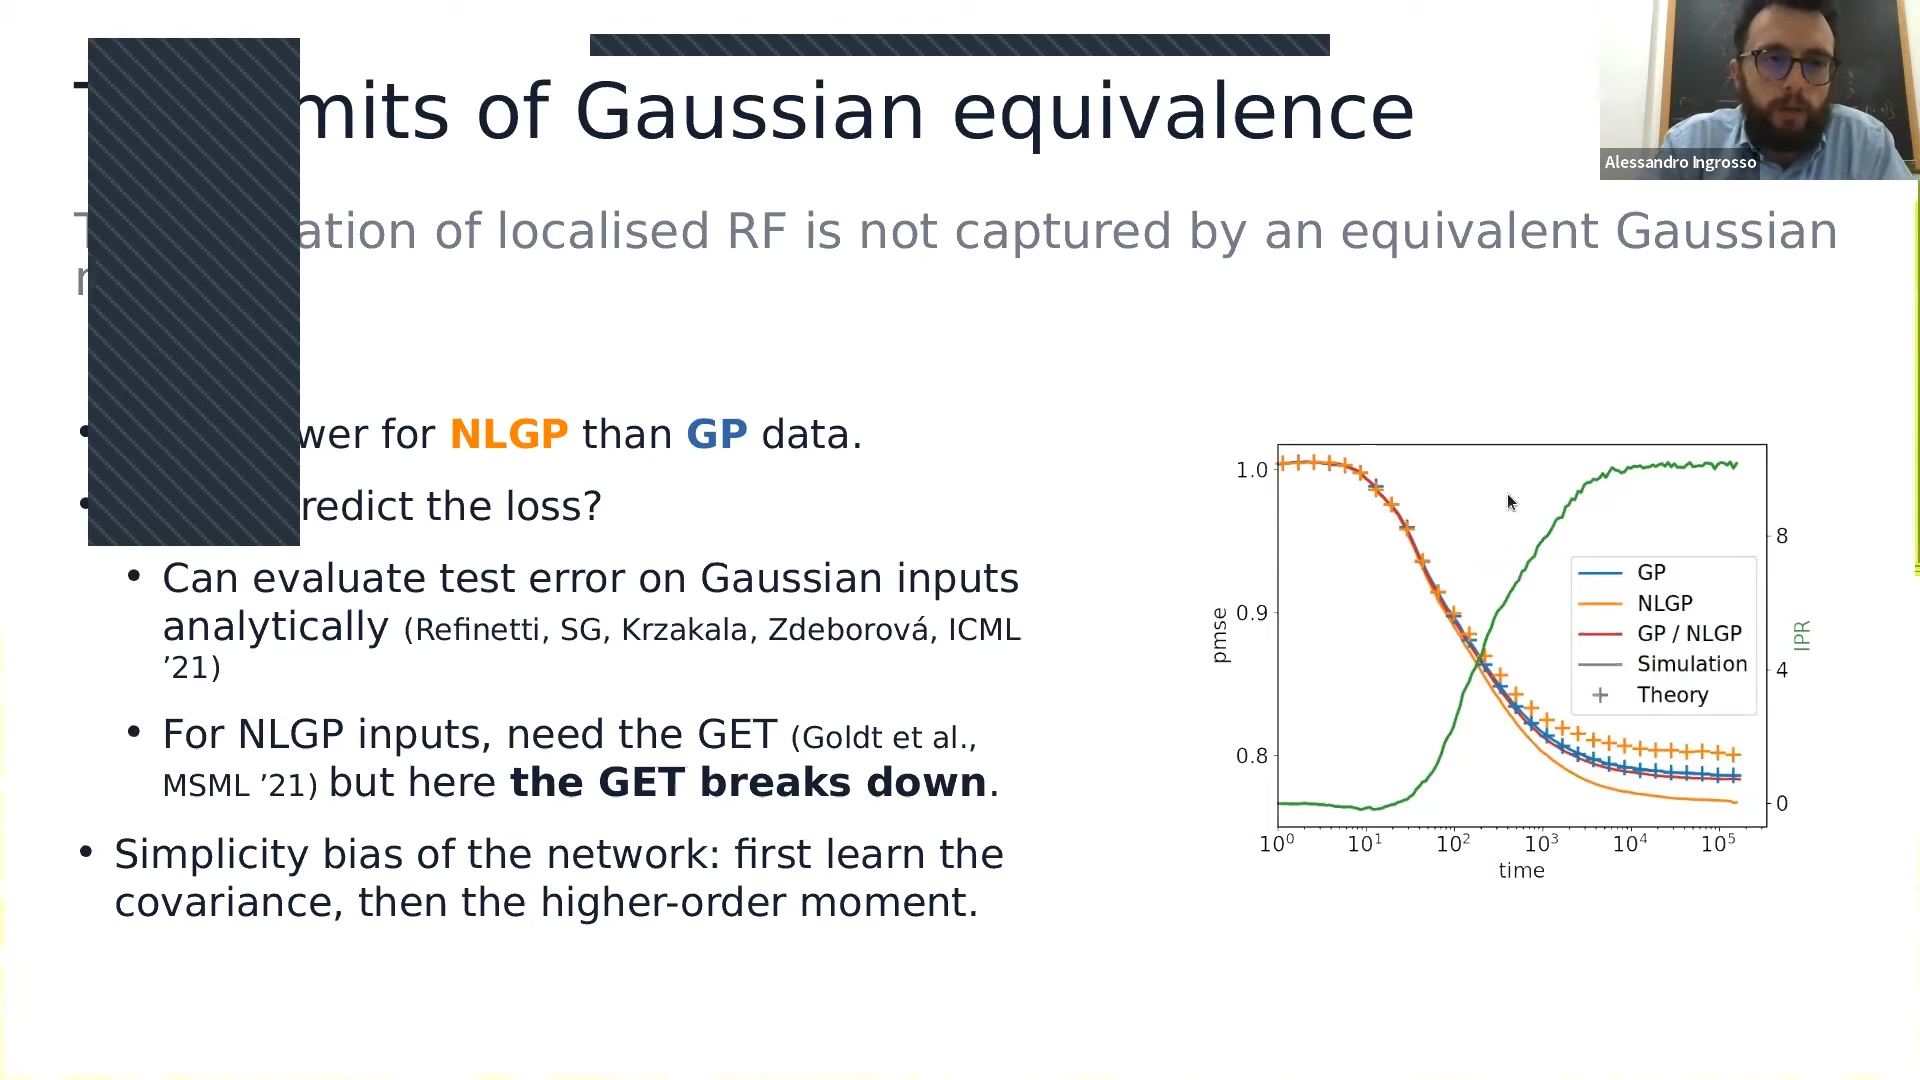 mits of Gaussian equivalence
Alessandro Ingrosso
ation of localised RF is not captured by an equivalent Gaussian
• wer for NLGP than GP data.
• redict the loss?
• Can evaluate test error on Gaussian inputs
analytically (Refinetti, SG, Krzakala, Zdeborová, ICML
’21)
• For NLGP inputs, need the GET (Goldt et al.,
MSML ’21) but here the GET breaks down.
• Simplicity bias of the network: first learn the
covariance, then the higher-order moment.
1.0
0.9
0.8
pmse
10⁰ 10¹ 10² 10³ 10⁴ 10⁵
time
8
4
0
IPR
GP
NLGP
GP / NLGP
Simulation
Theory